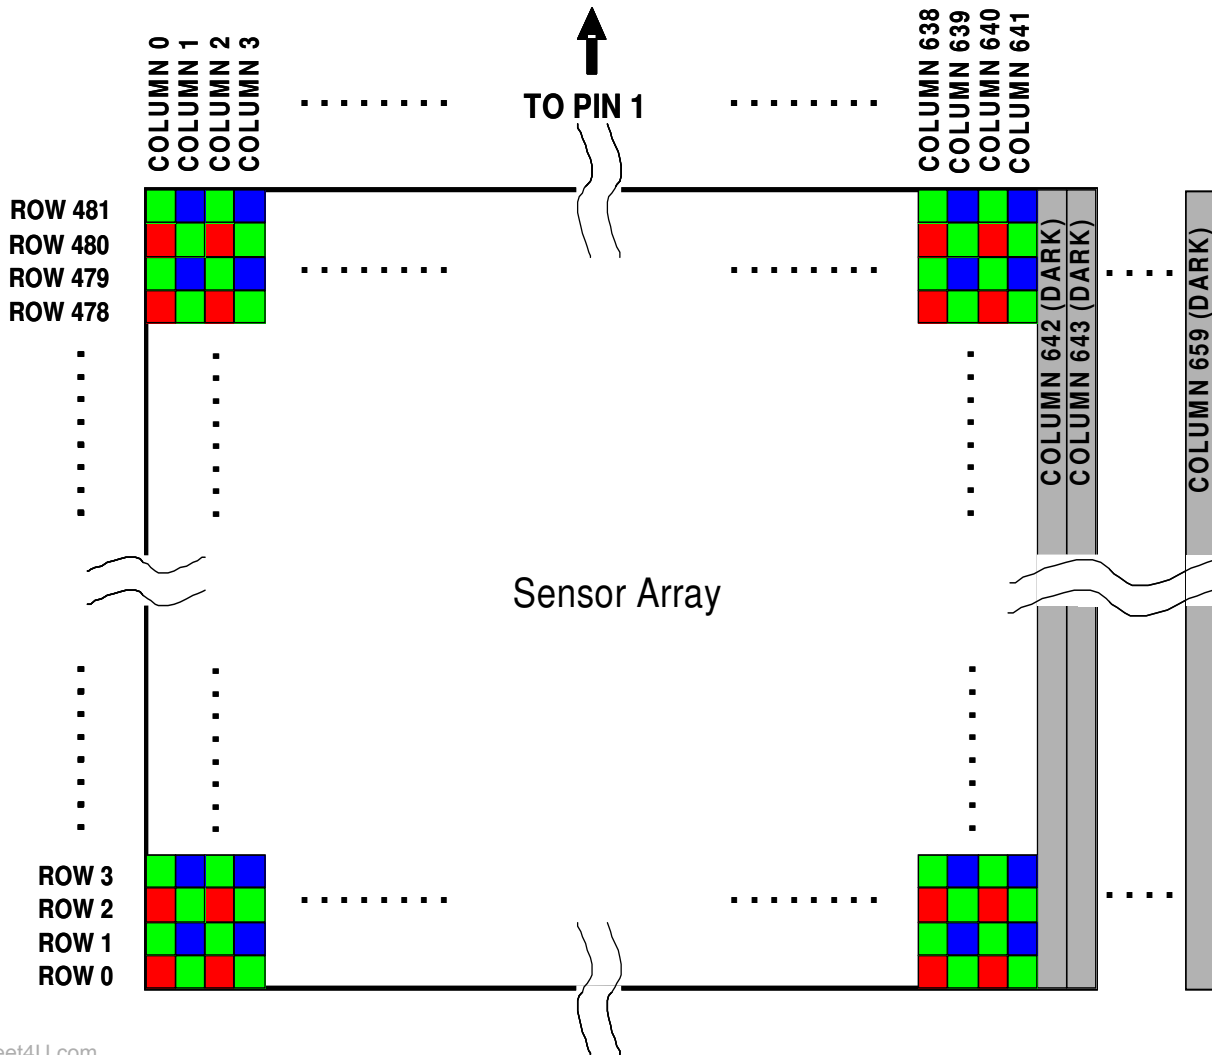 COLUMN 0
COLUMN 1
COLUMN 2
COLUMN 3
TO PIN 1
COLUMN 638
COLUMN 639
COLUMN 640
COLUMN 641
ROW 481
ROW 480
ROW 479
ROW 478
COLUMN 642 (DARK)
COLUMN 643 (DARK)
COLUMN 659 (DARK)
Sensor Array
ROW 3
ROW 2
ROW 1
ROW 0
eet4U.com